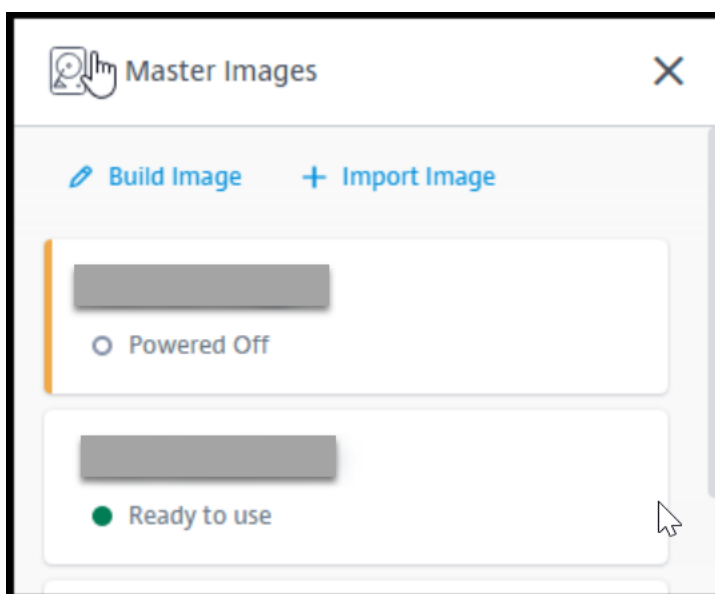 Master Images
Build Image
Import Image
Powered Off
Ready to use